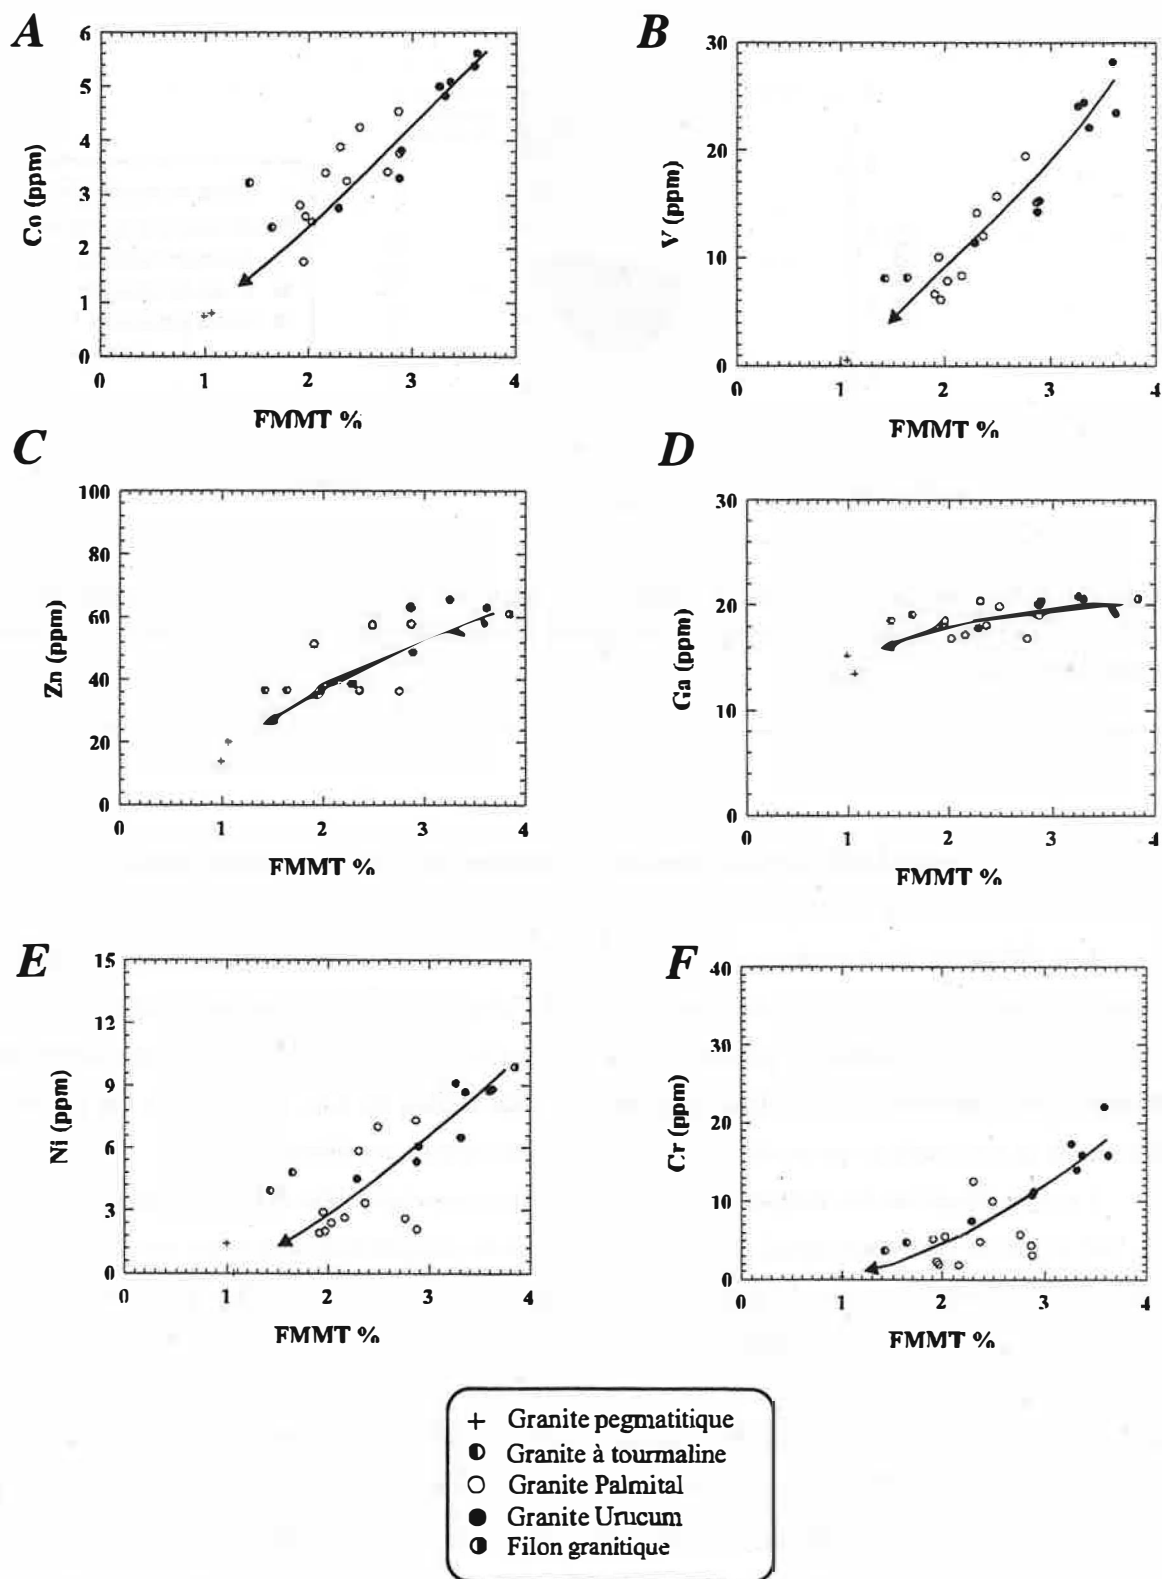 A
B
6
5
4
3
2
1
0
Co (ppm)
0 1 2 3 4
FMMT %
30
20
10
0
V (ppm)
0 1 2 3 4
FMMT %
C
D
100
80
60
40
20
0
Zn (ppm)
0 1 2 3 4
FMMT %
30
20
10
0
Ga (ppm)
0 1 2 3 4
FMMT %
E
F
15
12
9
6
3
0
Ni (ppm)
0 1 2 3 4
FMMT %
40
30
20
10
0
Cr (ppm)
0 1 2 3 4
FMMT %
Granite pegmatitique
Granite à tourmaline
Granite Palmital
Granite Urucum
Filon granitique